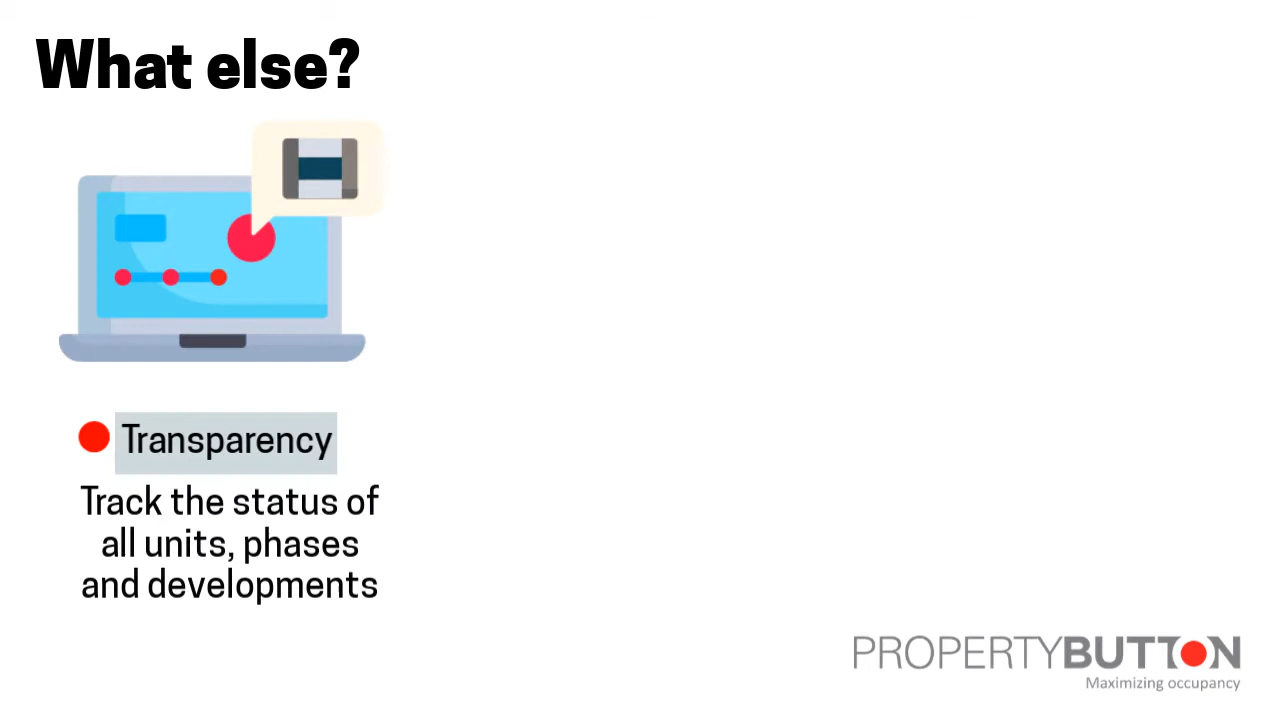 What else?
Transparency
Track the status of
all units, phases
and developments
PROPERTYBUTTON
Maximizing occupancy